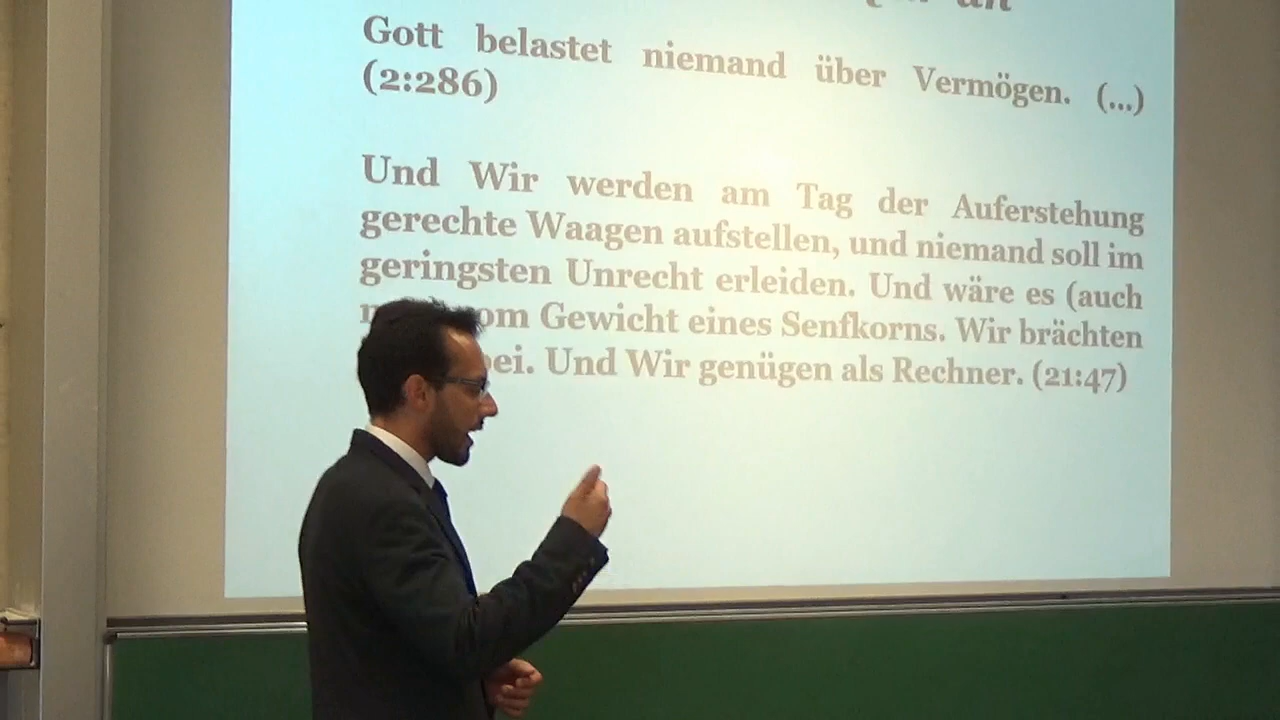 an
Gott belastet niemand über Vermögen. (...)
(2:286)
Und Wir werden am Tag der Auferstehung
gerechte Waagen aufstellen, und niemand soll im
geringsten Unrecht erleiden. Und wäre es (auch
vom Gewicht eines Senfkorns. Wir brächten
Und Wir genügen als Rechner. (21:47)